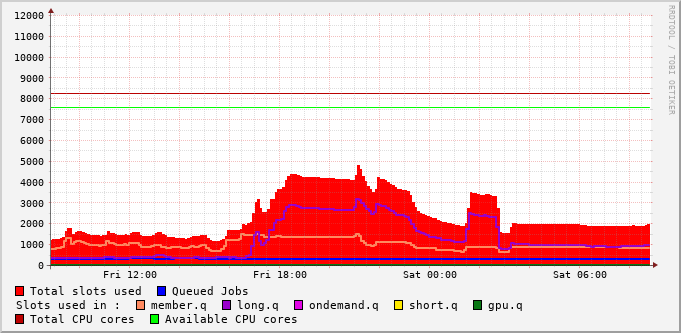 12000
11000
10000
9000
8000
7000
6000
5000
4000
3000
2000
1000
0
Fri 12:00 Fri 18:00 Sat 00:00 Sat 06:00
Total slots used Queued Jobs
Slots used in : member.q long.q ondemand.q short.q gpu.q
Total CPU cores Available CPU cores
RRDTOOL / TOBI OETIKER